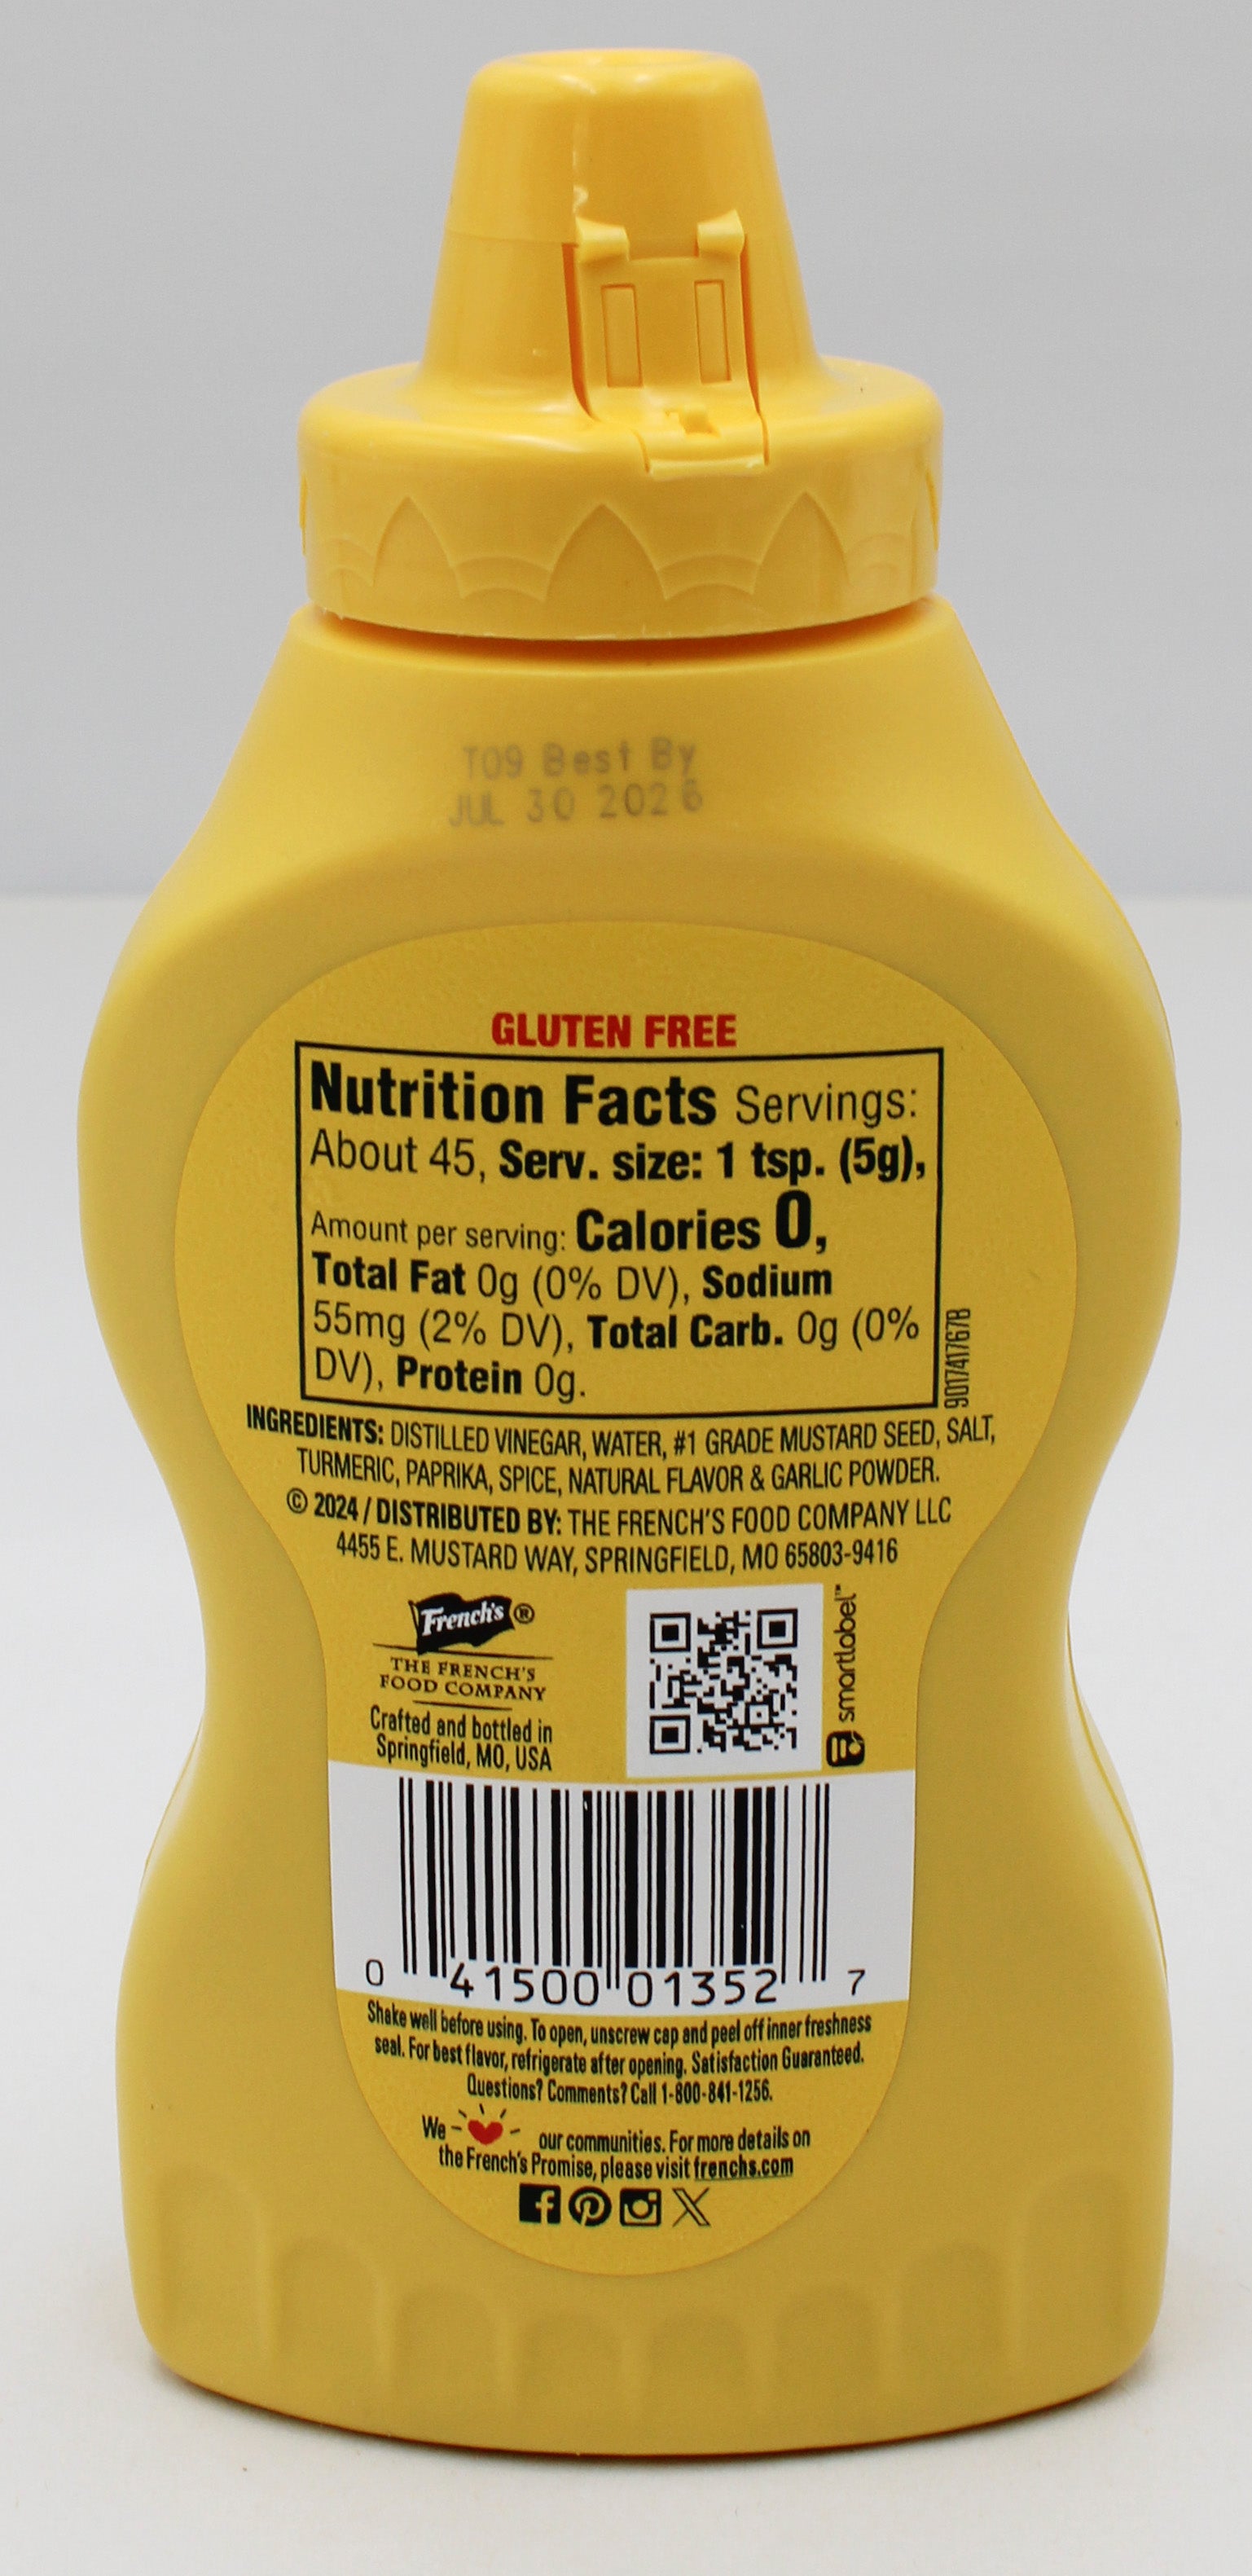 T09 Best By
JUL 30 2026
GLUTEN FREE
Nutrition Facts Servings:
About 45, Serv. size: 1 tsp. (5g),
Amount per serving: Calories 0,
Total Fat 0g (0% DV), Sodium
55mg (2% DV), Total Carb. 0g (0%
DV), Protein 0g.
901741767B
INGREDIENTS: DISTILLED VINEGAR, WATER, #1 GRADE MUSTARD SEED, SALT,
TURMERIC, PAPRIKA, SPICE, NATURAL FLAVOR & GARLIC POWDER.
© 2024 / DISTRIBUTED BY: THE FRENCH'S FOOD COMPANY LLC
4455 E. MUSTARD WAY, SPRINGFIELD, MO 65803-9416
French's ®
THE FRENCH'S
FOOD COMPANY
Crafted and bottled in
Springfield, MO, USA
smartlabel™
0 41500 01352 7
Shake well before using. To open, unscrew cap and peel off inner freshness
seal. For best flavor, refrigerate after opening. Satisfaction Guaranteed.
Questions? Comments? Call 1-800-841-1256.
We our communities. For more details on
the French's Promise, please visit frenchs.com